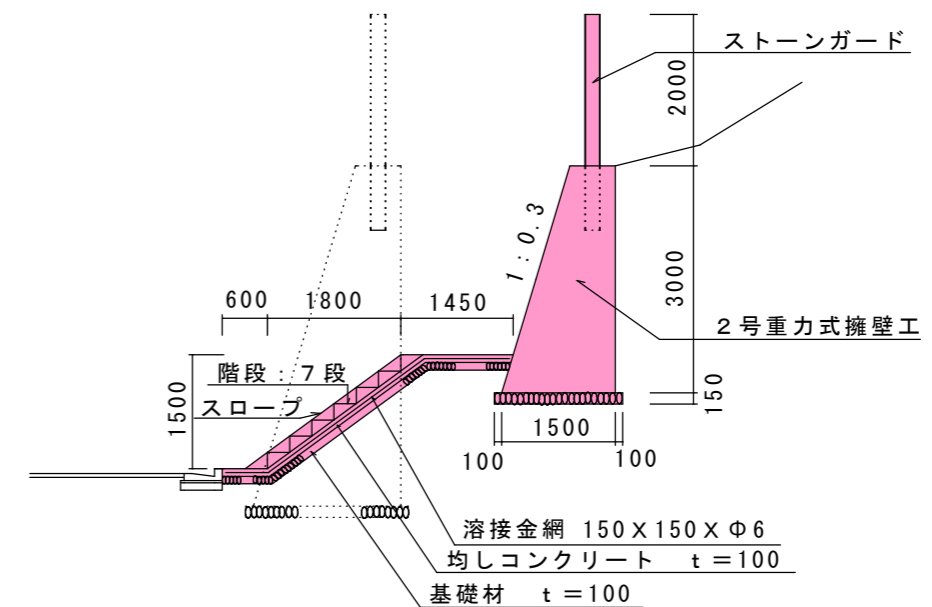 ストーンガード
2000
1:0.3
3000
600
1800
1450
2号重力式擁壁工
階段:7段
スロープ
1500
150
1500
100
100
溶接金網 150X150XΦ6
均しコンクリート t=100
基礎材 t=100